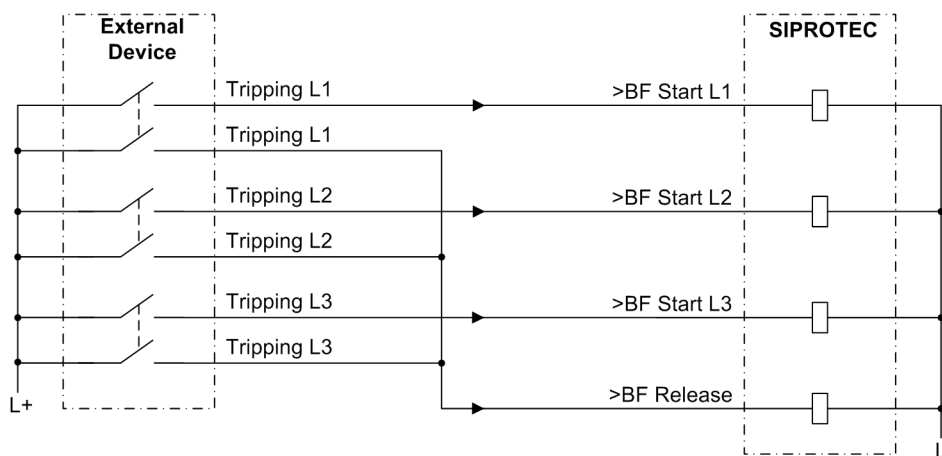 External
Device
SIPROTEC
Tripping L1
>BF Start L1
Tripping L1
Tripping L2
>BF Start L2
Tripping L2
Tripping L3
>BF Start L3
Tripping L3
>BF Release
L+